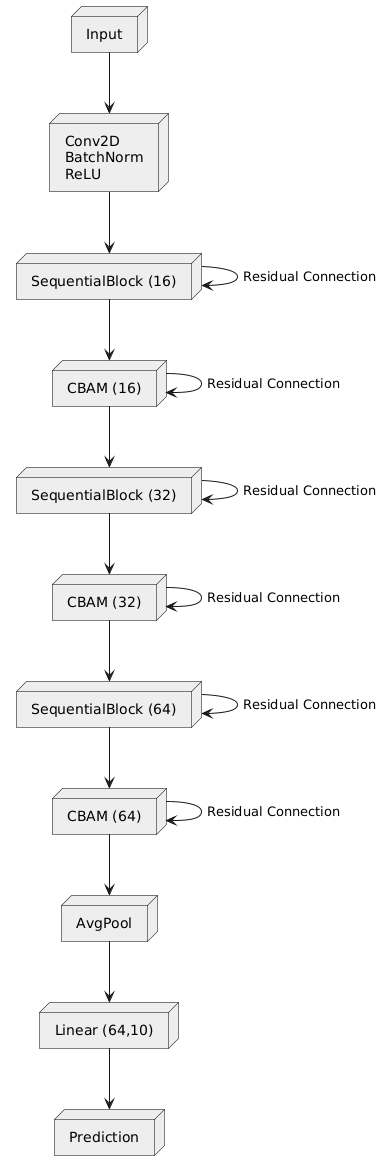 Input
Conv2D
BatchNorm
ReLU
SequentialBlock (16)
Residual Connection
CBAM (16)
Residual Connection
SequentialBlock (32)
Residual Connection
CBAM (32)
Residual Connection
SequentialBlock (64)
Residual Connection
CBAM (64)
Residual Connection
AvgPool
Linear (64,10)
Prediction